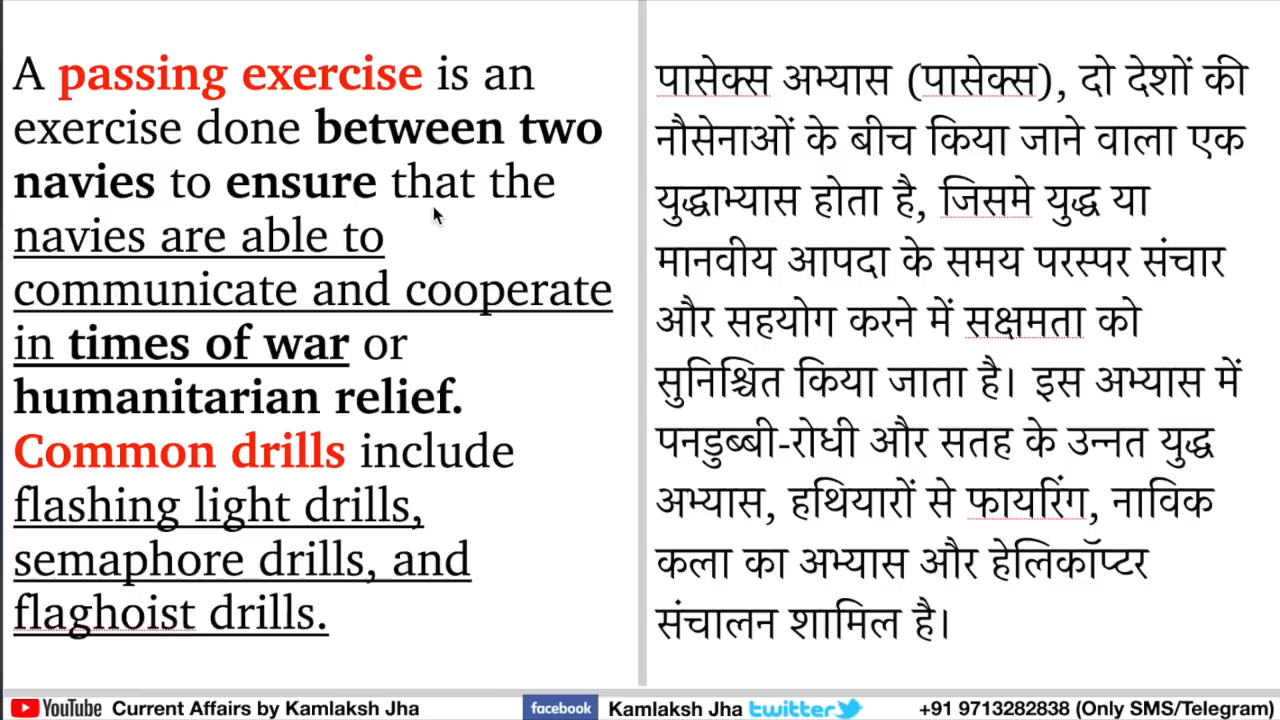 A passing exercise is an
exercise done between two
navies to ensure that the
navies are able to
communicate and cooperate
in times of war or
humanitarian relief.
Common drills include
flashing light drills,
semaphore drills, and
flaghoist drills.
पासेक्स अभ्यास (पासेक्स), दो देशों की
नौसेनाओं के बीच किया जाने वाला एक
युद्धाभ्यास होता है, जिसमे युद्ध या
मानवीय आपदा के समय परस्पर संचार
और सहयोग करने में सक्षमता को
सुनिश्चित किया जाता है। इस अभ्यास में
पनडुब्बी-रोधी और सतह के उन्नत युद्ध
अभ्यास, हथियारों से फायरिंग, नाविक
कला का अभ्यास और हेलिकॉप्टर
संचालन शामिल है।
YouTube Current Affairs by Kamlaksh Jha facebook Kamlaksh Jha twitter +91 9713282838 (Only SMS/Telegram)